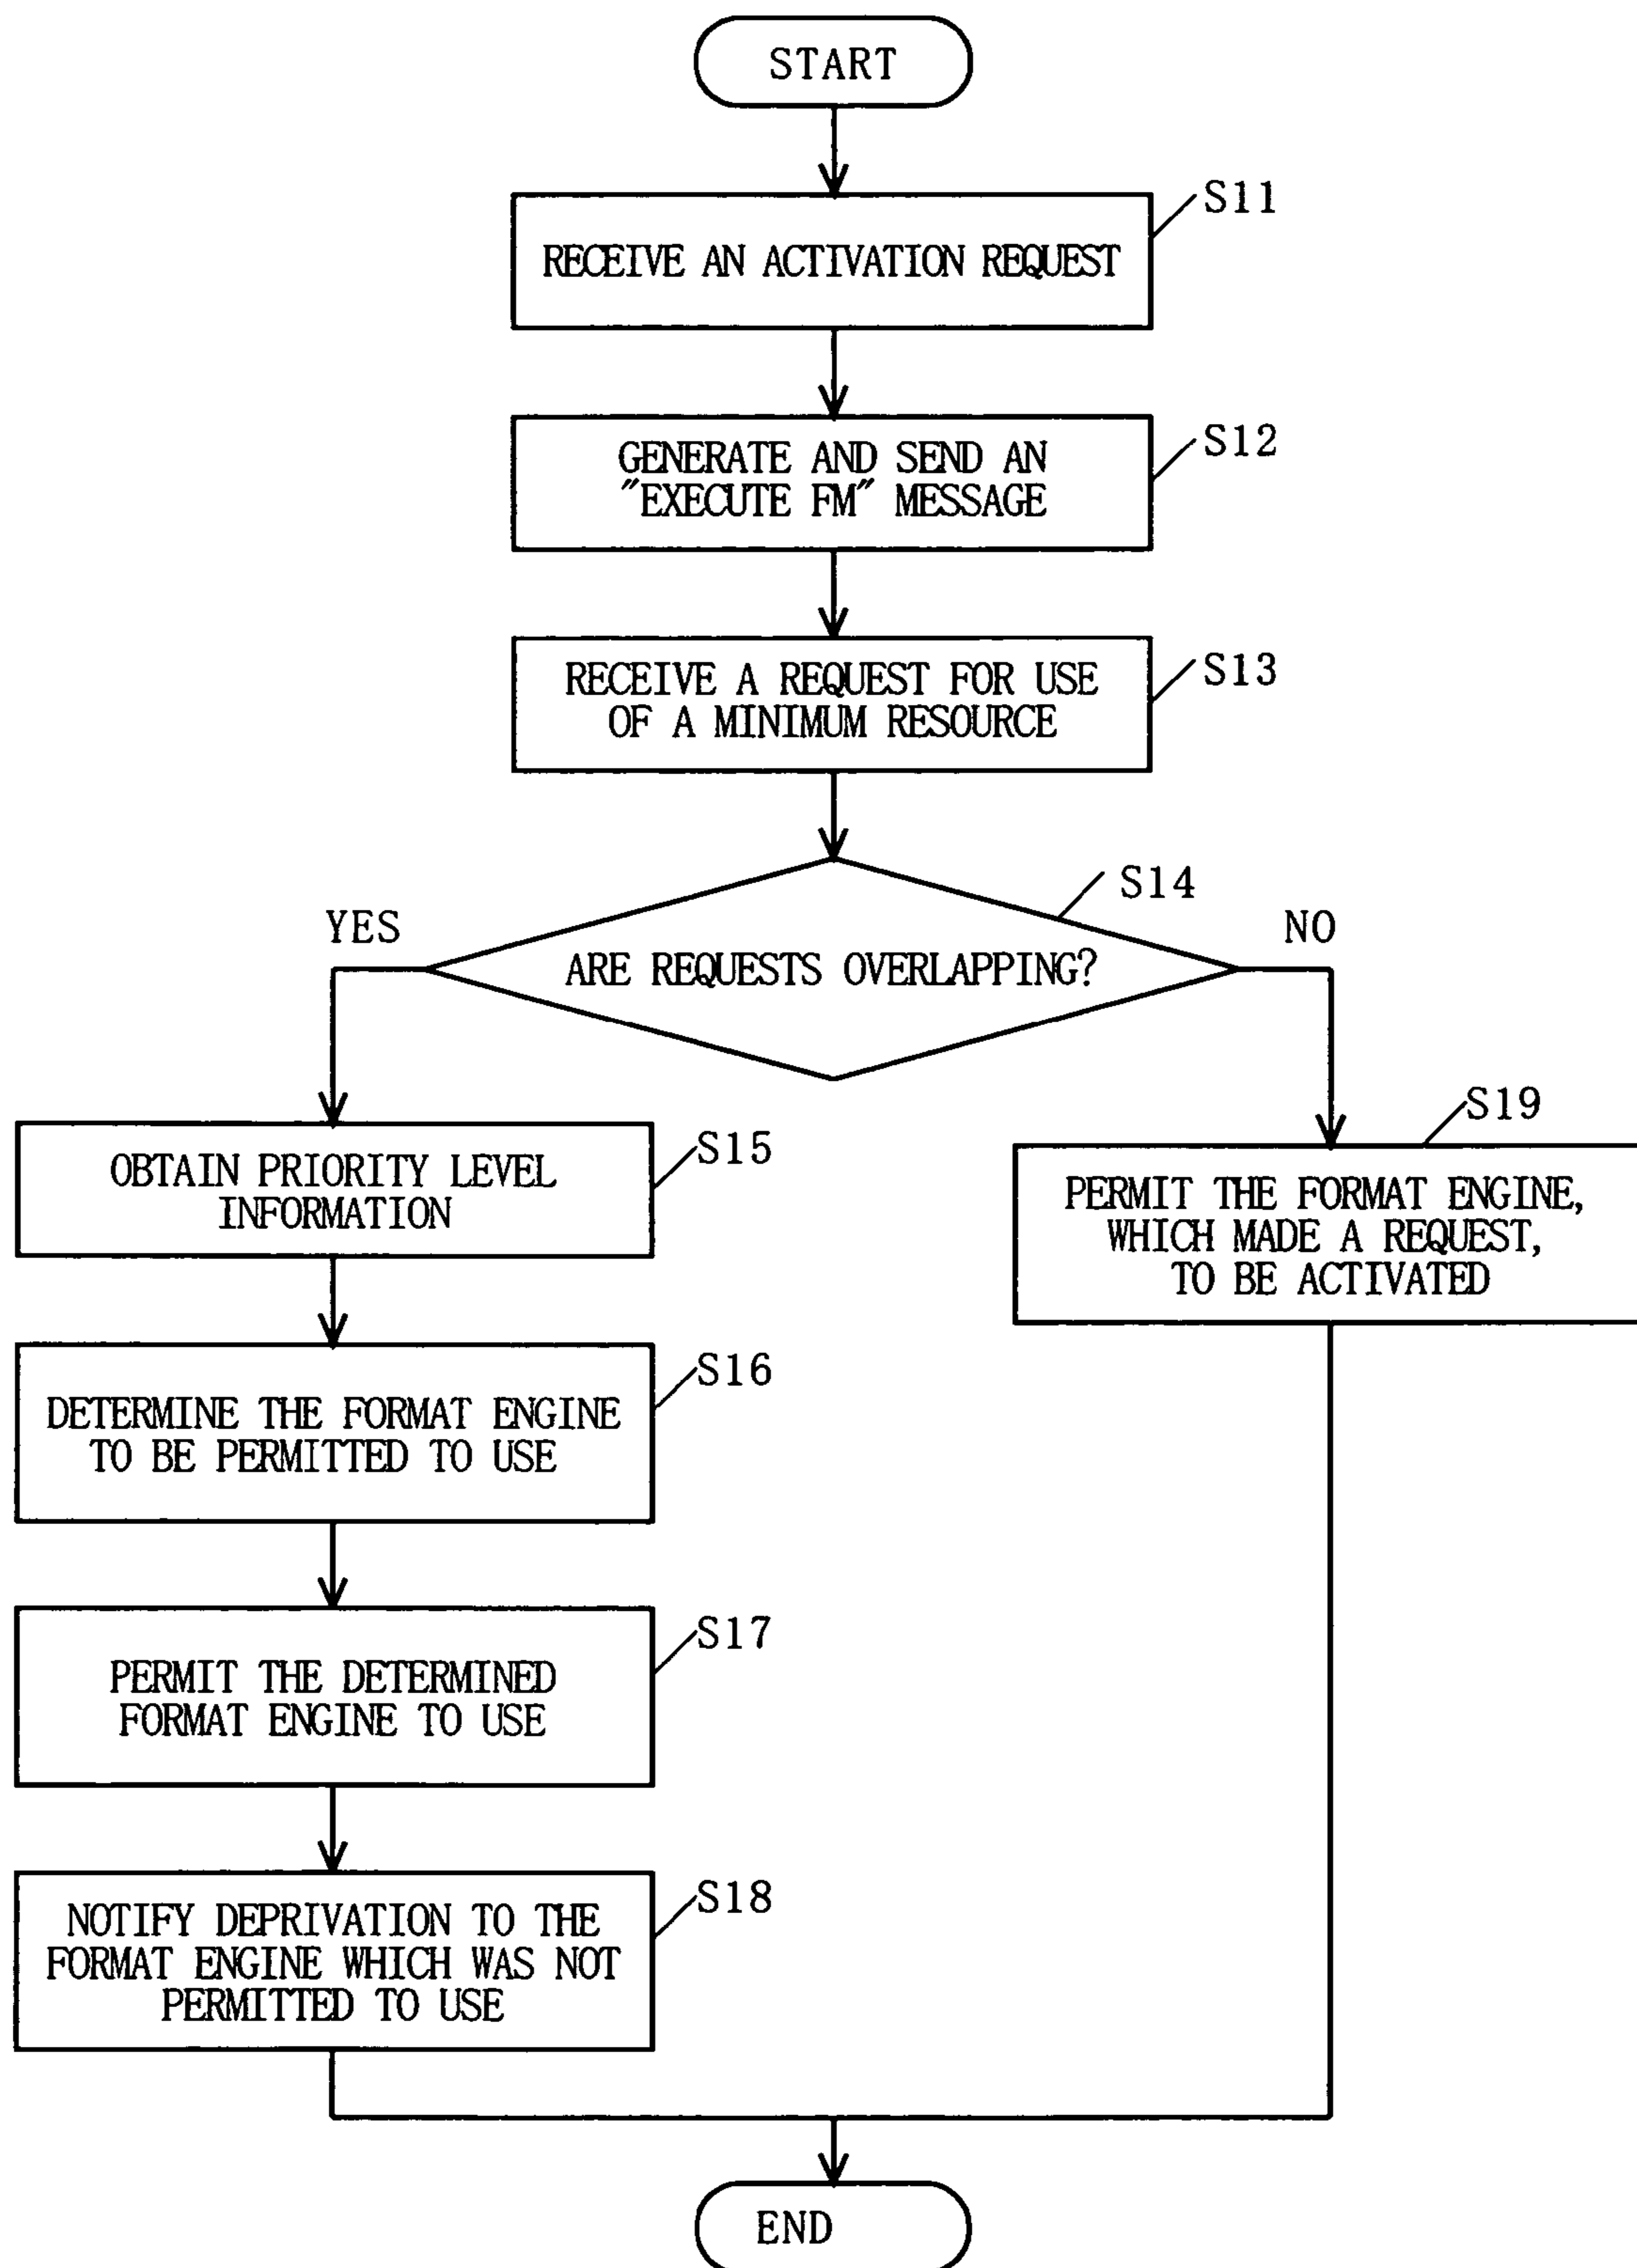 START
S11
RECEIVE AN ACTIVATION REQUEST
S12
GENERATE AND SEND AN
"EXECUTE FM" MESSAGE
S13
RECEIVE A REQUEST FOR USE
OF A MINIMUM RESOURCE
S14
YES
NO
ARE REQUESTS OVERLAPPING?
S15
OBTAIN PRIORITY LEVEL
INFORMATION
S19
PERMIT THE FORMAT ENGINE,
WHICH MADE A REQUEST,
TO BE ACTIVATED
S16
DETERMINE THE FORMAT ENGINE
TO BE PERMITTED TO USE
S17
PERMIT THE DETERMINED
FORMAT ENGINE TO USE
S18
NOTIFY DEPRIVATION TO THE
FORMAT ENGINE WHICH WAS NOT
PERMITTED TO USE
END